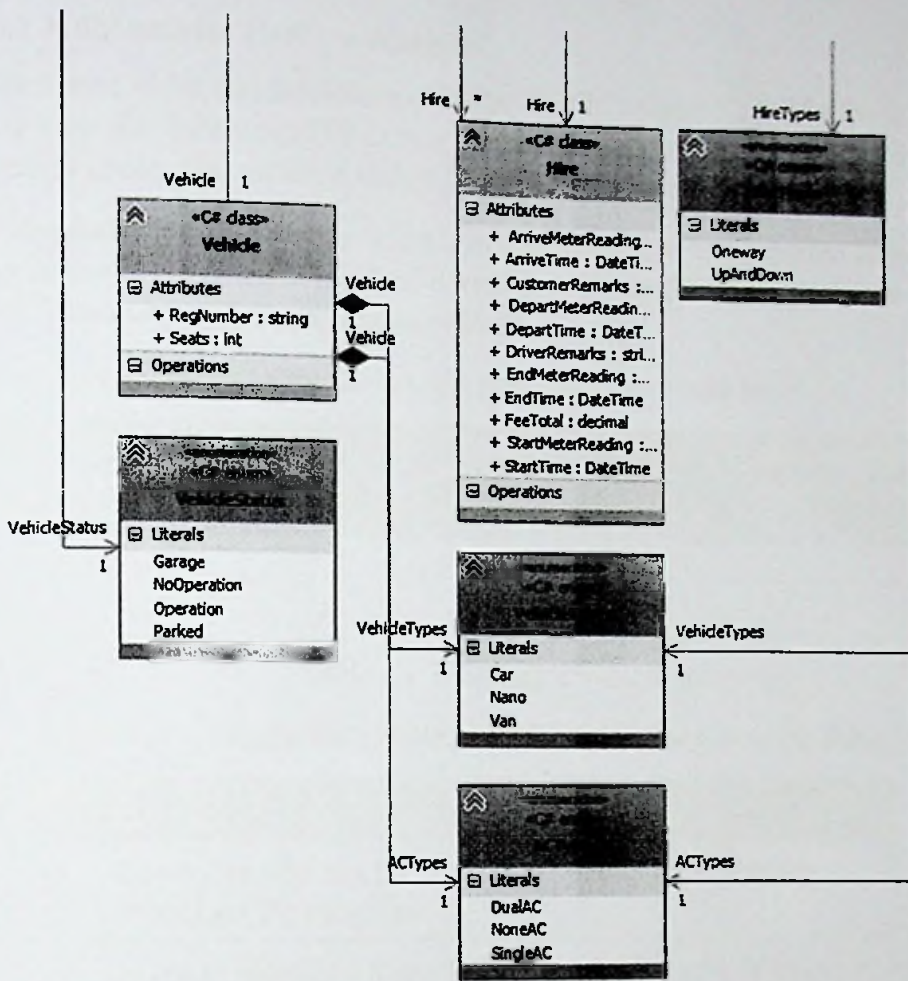 Vehicle 1
«C# class»
Vehicle
Attributes
+ RegNumber : string
+ Seats : int
Operations
Vehicle
1
Vehicle
1
Hire *
Hire 1
«C# class»
Hire
Attributes
+ ArriveMeterReading...
+ ArriveTime : DateTi...
+ CustomerRemarks :...
+ DepartMeterReadin...
+ DepartTime : DateT...
+ DriverRemarks : stri...
+ EndMeterReading :...
+ EndTime : DateTime
+ FeeTotal : decimal
+ StartMeterReading :...
+ StartTime : DateTime
Operations
HireTypes 1
Literals
Oneway
UpAndDown
VehicleStatus
1
«enumeration»
«C# enum»
VehicleStatus
Literals
Garage
NoOperation
Operation
Parked
VehicleTypes
1
Literals
Car
Nano
Van
VehicleTypes
1
ACTypes
1
Literals
DualAC
NoneAC
SingleAC
ACTypes
1